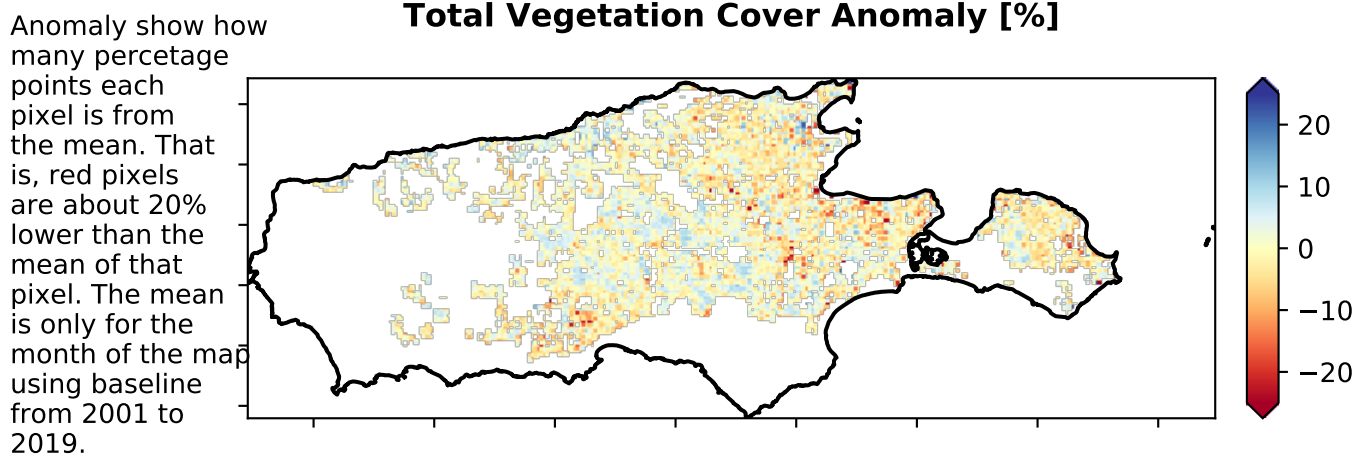 Total Vegetation Cover Anomaly [%]
Anomaly show how
many percetage
points each
pixel is from
the mean. That
is, red pixels
are about 20%
lower than the
mean of that
pixel. The mean
is only for the
month of the map
using baseline
from 2001 to
2019.
20
10
0
−10
−20